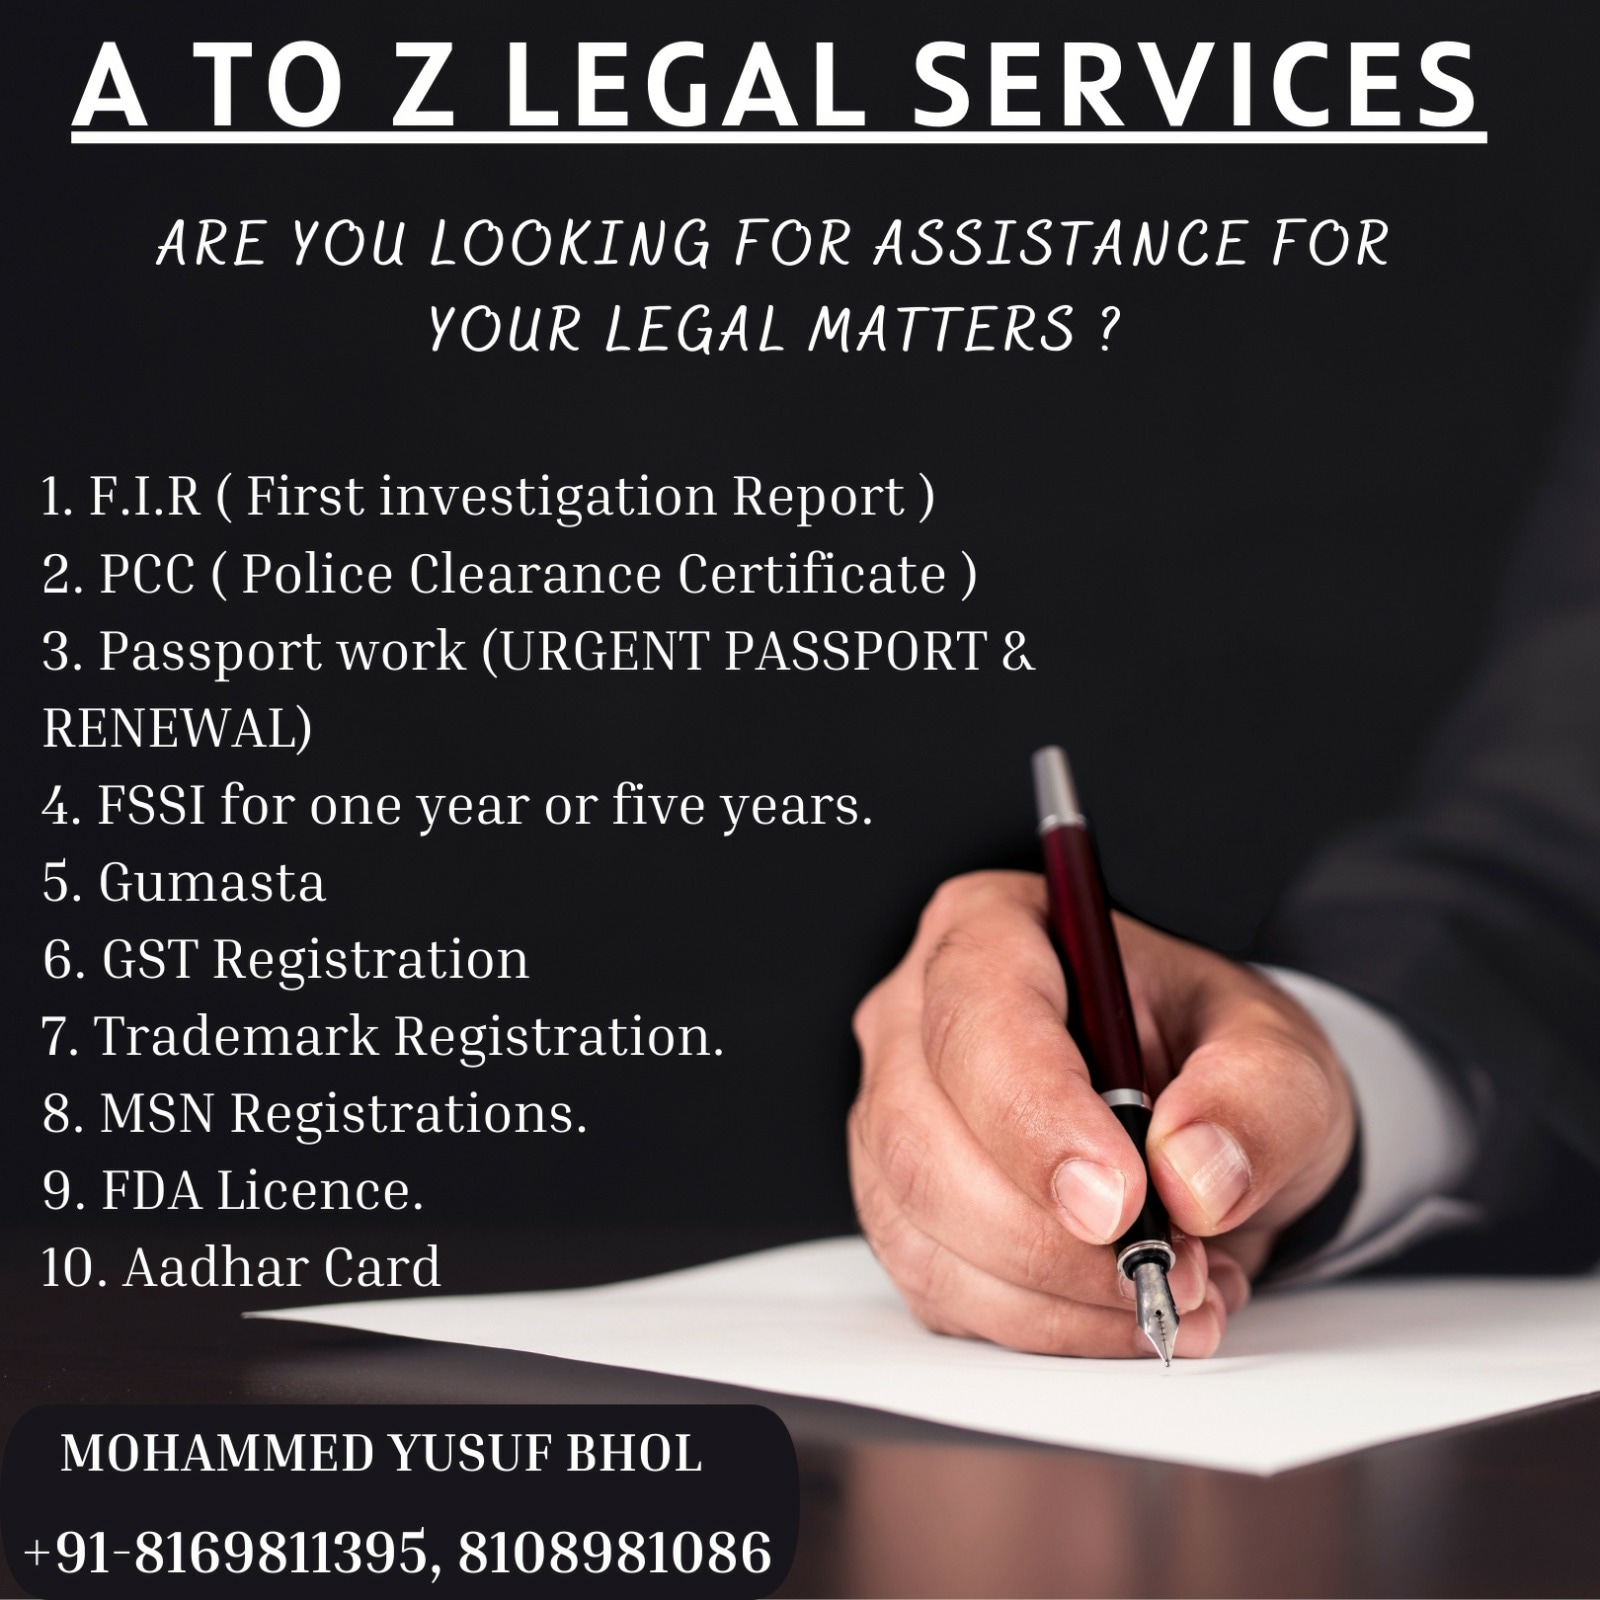 A TO Z LEGAL SERVICES
ARE YOU LOOKING FOR ASSISTANCE FOR
YOUR LEGAL MATTERS ?
1. F.I.R ( First investigation Report )
2. PCC ( Police Clearance Certificate )
3. Passport work (URGENT PASSPORT &
RENEWAL)
4. FSSI for one year or five years.
5. Gumasta
6. GST Registration
7. Trademark Registration.
8. MSN Registrations.
9. FDA Licence.
10. Aadhar Card
MOHAMMED YUSUF BHOL
+91-8169811395, 8108981086